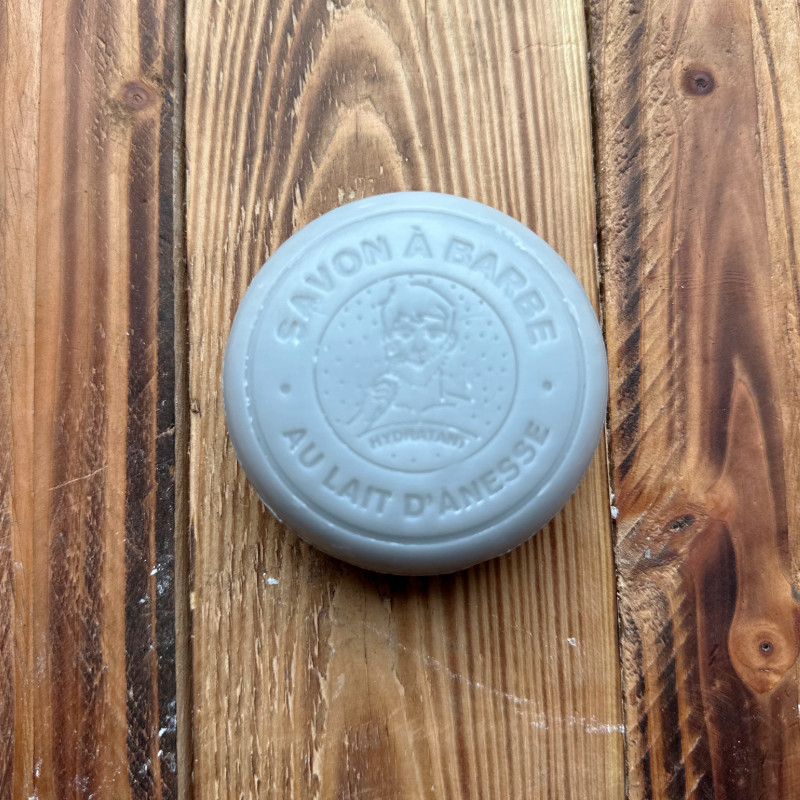 SAVON À BARBE
HYDRATANT
AU LAIT D'ÂNESSE